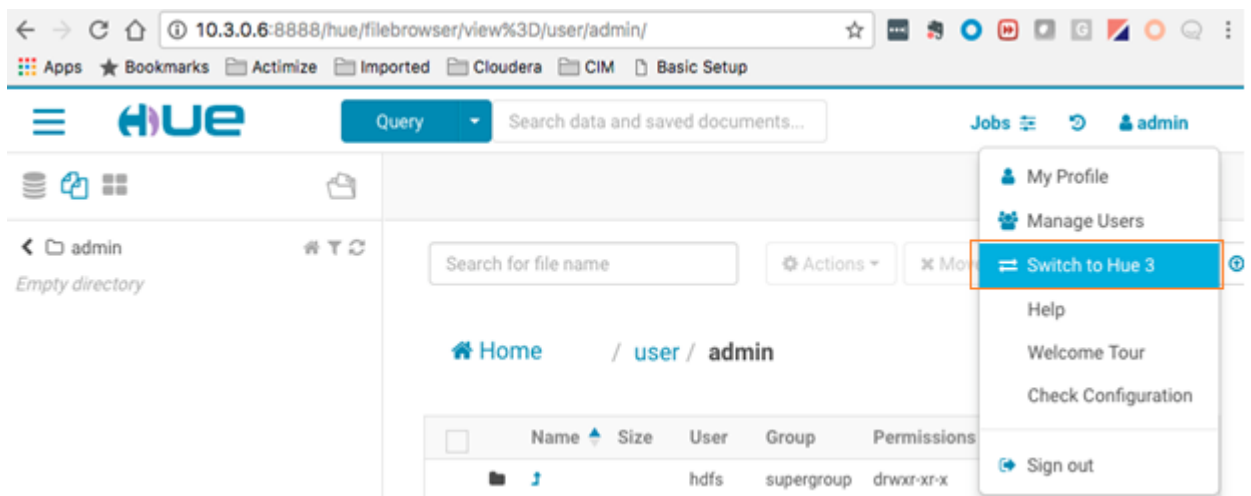 10.3.0.6:8888/hue/filebrowser/view%3D/user/admin/
Apps Bookmarks Actimize Imported Cloudera CIM Basic Setup
HUE Query Search data and saved documents... Jobs admin
My Profile
Manage Users
admin
Search for file name Actions Mov Switch to Hue 3
Empty directory
Help
Home / user / admin
Welcome Tour
Check Configuration
Name Size User Group Permissions
Sign out
hdfs supergroup drwxr-xr-x